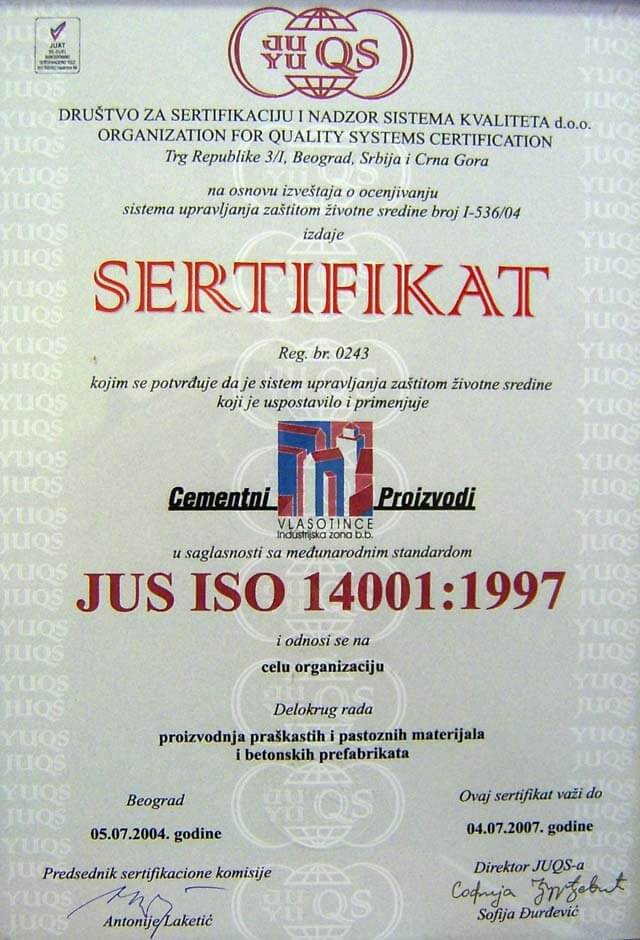 JUAT
JU YU QS
DRUŠTVO ZA SERTIFIKACIJU I NADZOR SISTEMA KVALITETA d.o.o.
ORGANIZATION FOR QUALITY SYSTEMS CERTIFICATION
Trg Republike 3/I, Beograd, Srbija i Crna Gora
na osnovu izveštaja o ocenjivanju
sistema upravljanja zaštitom životne sredine broj I-536/04
izdaje
SERTIFIKAT
Reg. br. 0243
kojim se potvrđuje da je sistem upravljanja zaštitom životne sredine
koji je uspostavilo i primenjuje
Cementni Proizvodi
VLASOTINCE
Industrijska zona b.b.
u saglasnosti sa međunarodnim standardom
JUS ISO 14001:1997
i odnosi se na
celu organizaciju
Delokrug rada
proizvodnja praškastih i pastoznih materijala
i betonskih prefabrikata
Beograd
05.07.2004. godine
Ovaj sertifikat važi do
04.07.2007. godine
Predsednik sertifikacione komisije
Antonije Laketić
Direktor JUQS-a
Sofija Đurđević